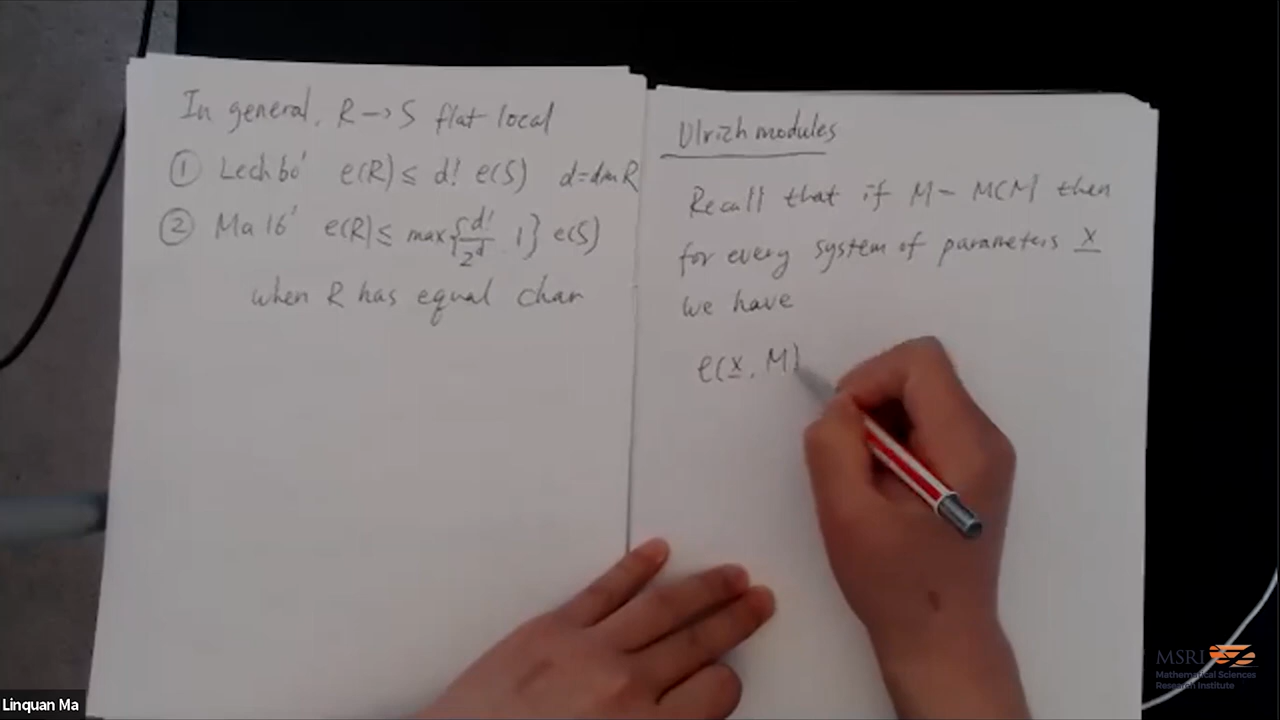 In general, R → S flat local
① Lech 60' e(R) ≤ d! e(S) d = dim R
② Ma 16' e(R) ≤ max{d!/2^d, 1} e(S)
when R has equal char
Ulrich modules
Recall that if M - MCM then
for every system of parameters x
we have
e(x, M)
MSRI
Mathematical Sciences
Research Institute
Linquan Ma